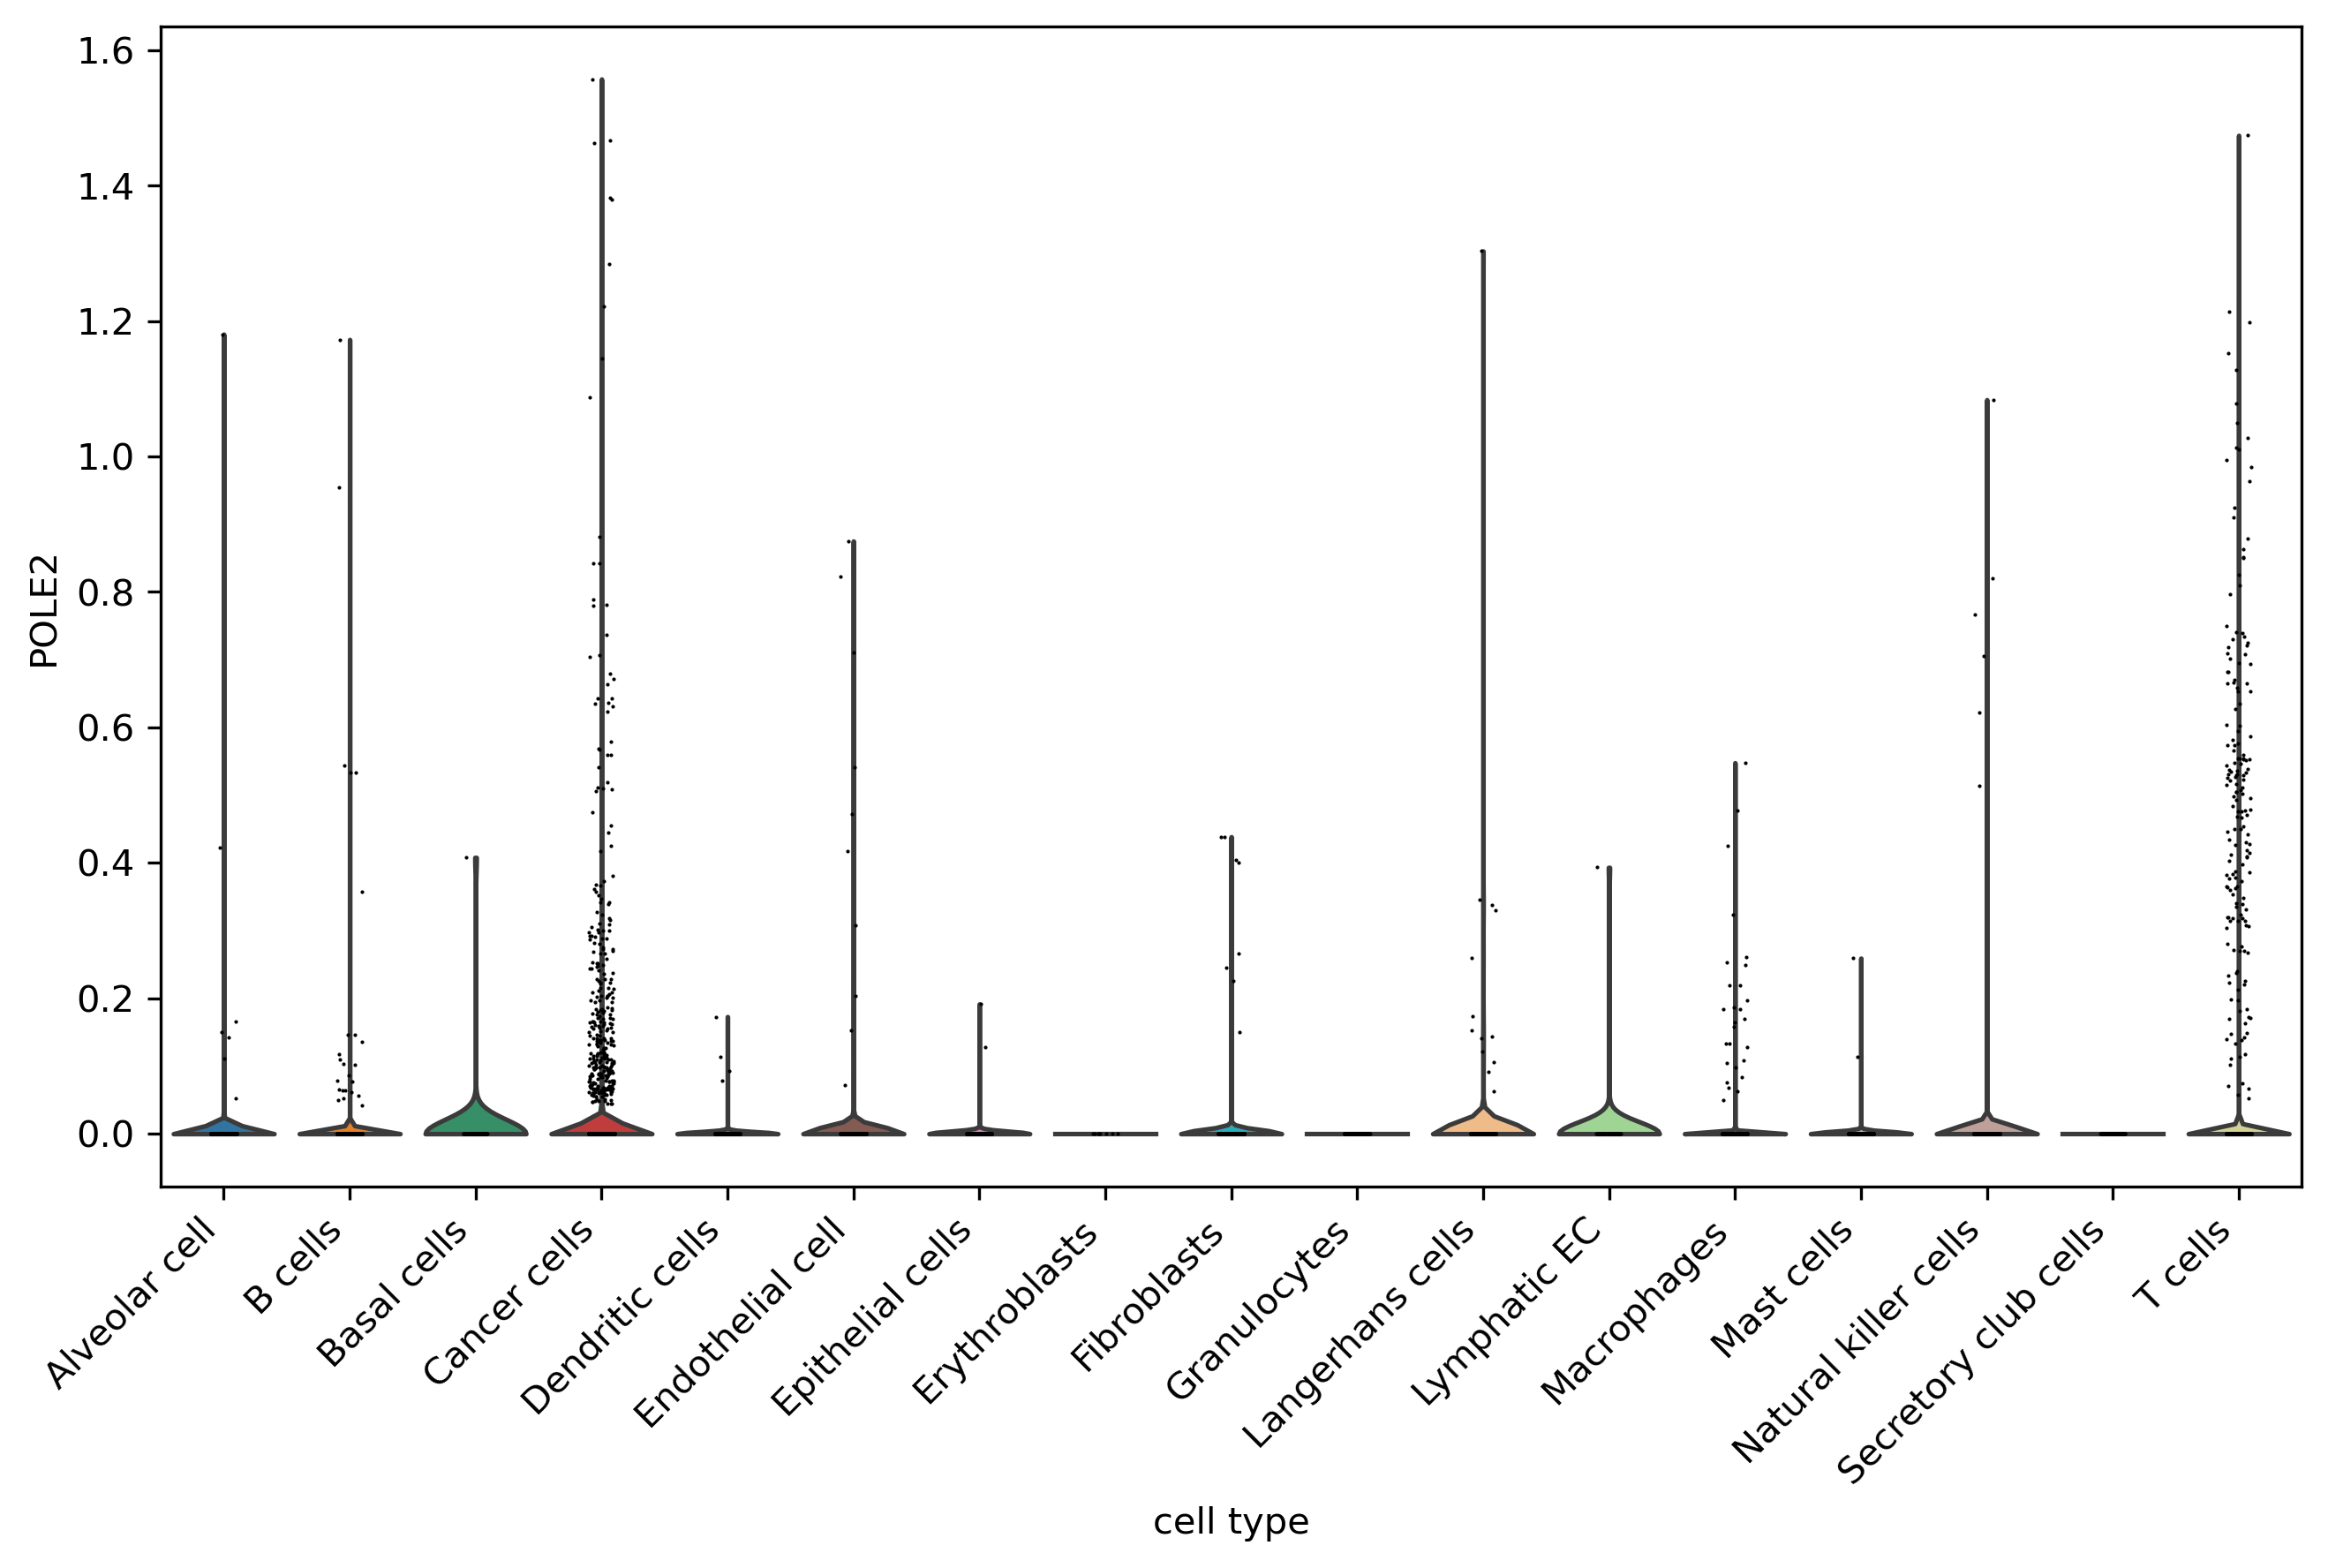 1.6
1.4
1.2
1.0
0.8
0.6
0.4
0.2
0.0
POLE2
Alveolar cell
B cells
Basal cells
Cancer cells
Dendritic cells
Endothelial cell
Epithelial cells
Erythroblasts
Fibroblasts
Granulocytes
Langerhans cells
Lymphatic EC
Macrophages
Mast cells
Natural killer cells
Secretory club cells
T cells
cell type